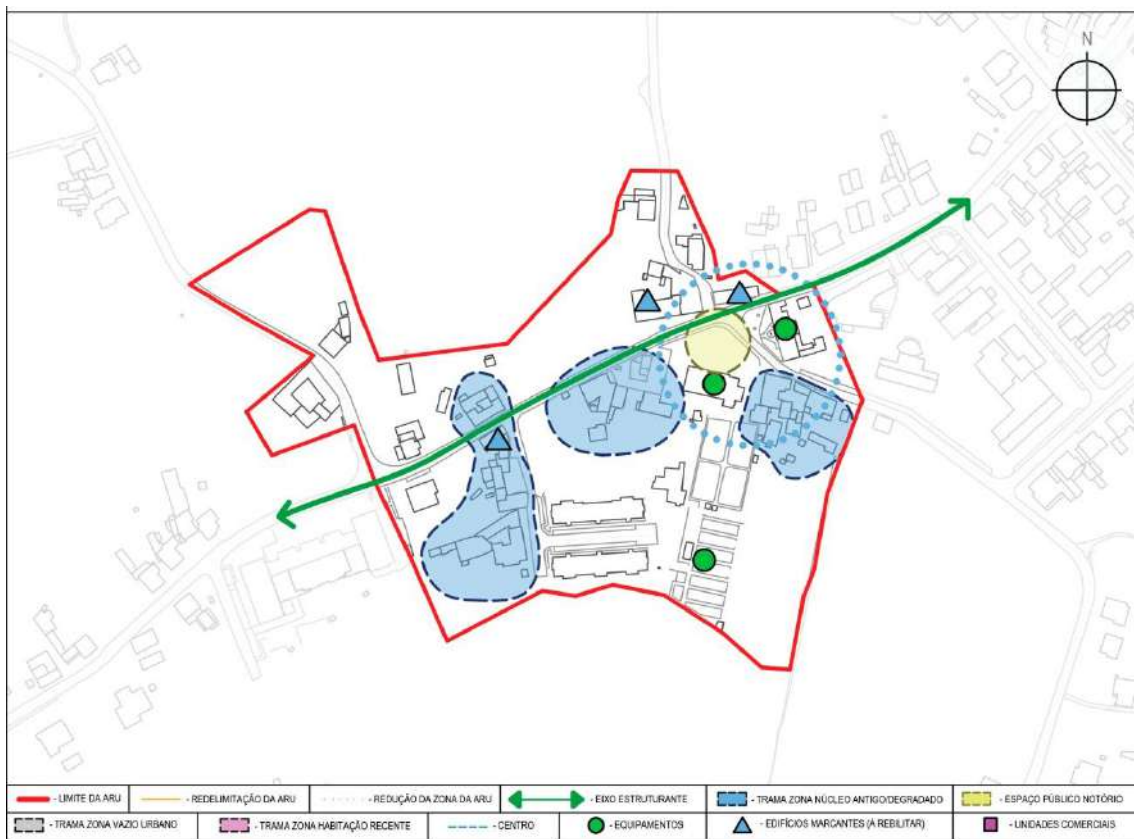 N
- LIMITE DA ARU - REDELIMITAÇÃO DA ARU - REDUÇÃO DA ZONA DA ARU - EIXO ESTRUTURANTE - TRAMA ZONA NÚCLEO ANTIGO/DEGRADADO - ESPAÇO PÚBLICO NOTÓRIO
- TRAMA ZONA VAZIO URBANO - TRAMA ZONA HABITAÇÃO RECENTE - CENTRO - EQUIPAMENTOS - EDIFÍCIOS MARCANTES (A REBILITAR) - UNIDADES COMERCIAIS